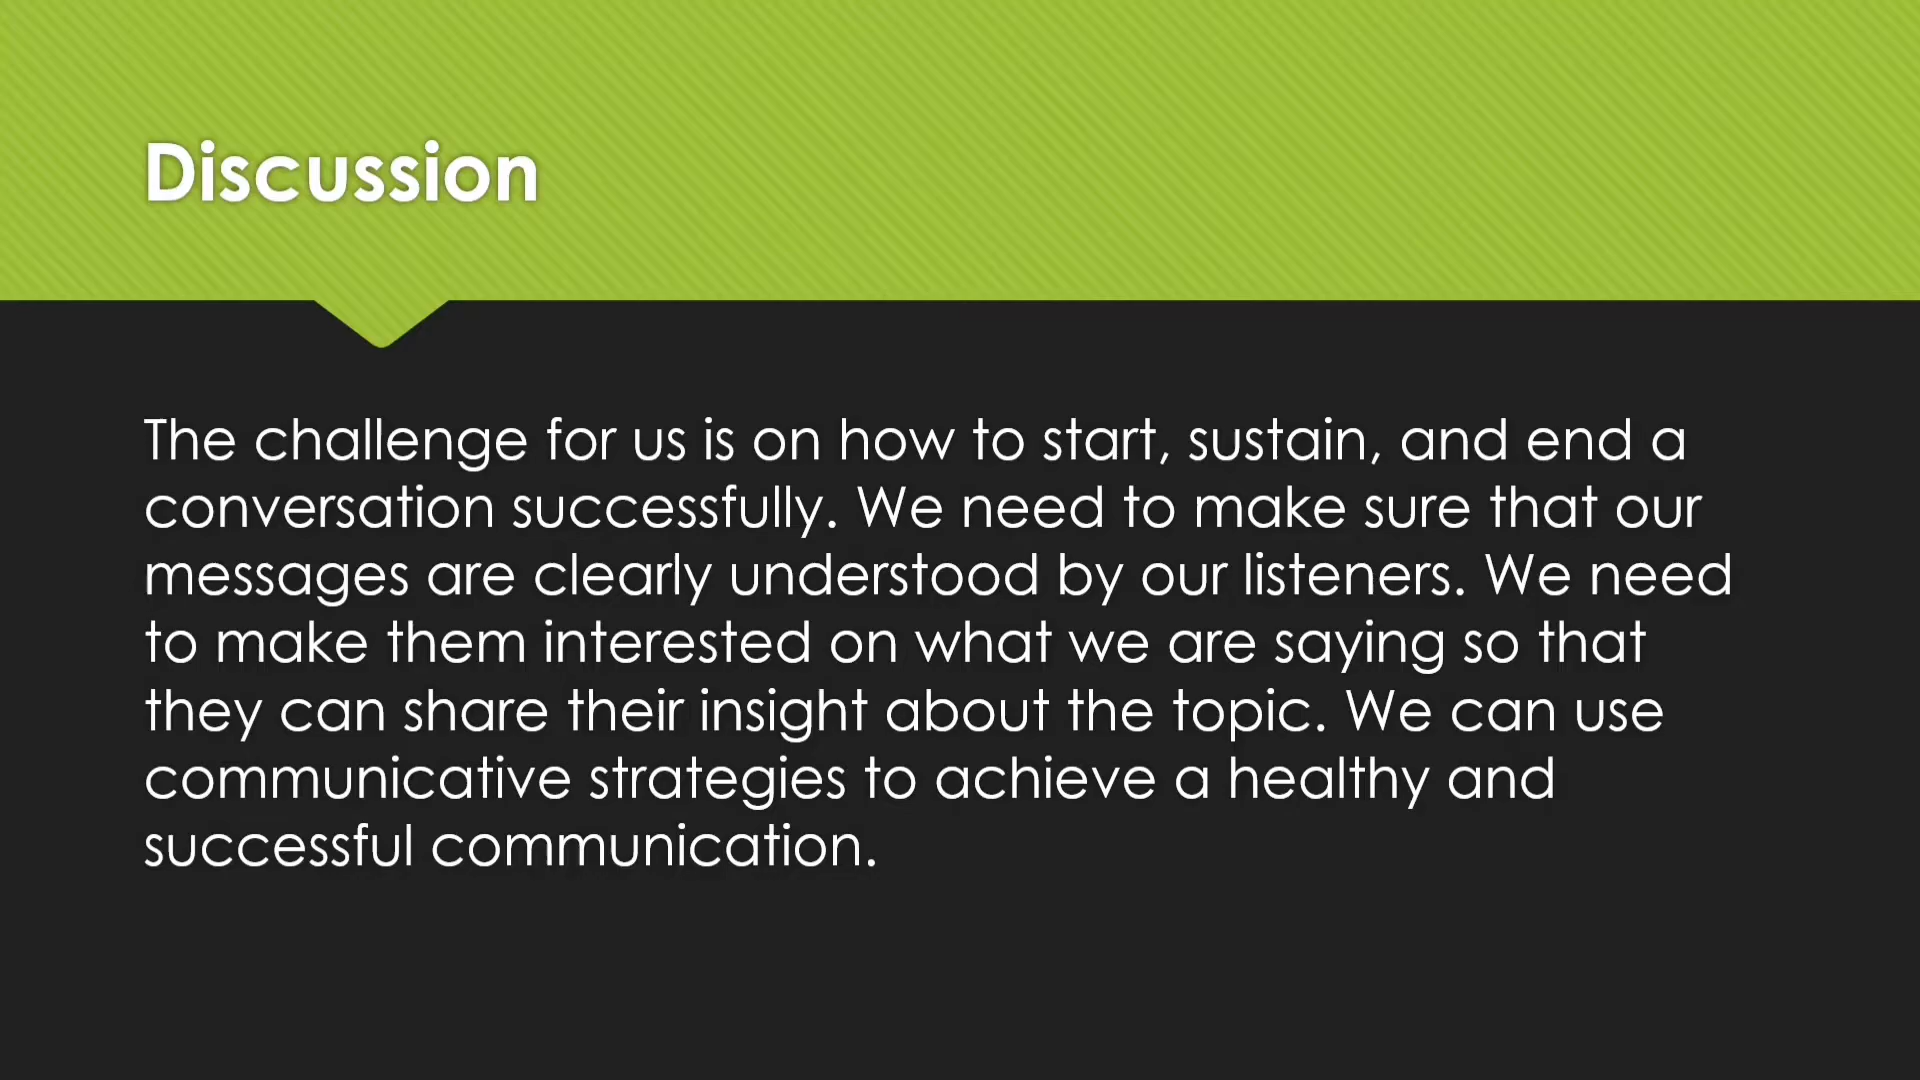 Discussion
The challenge for us is on how to start, sustain, and end a
conversation successfully. We need to make sure that our
messages are clearly understood by our listeners. We need
to make them interested on what we are saying so that
they can share their insight about the topic. We can use
communicative strategies to achieve a healthy and
successful communication.